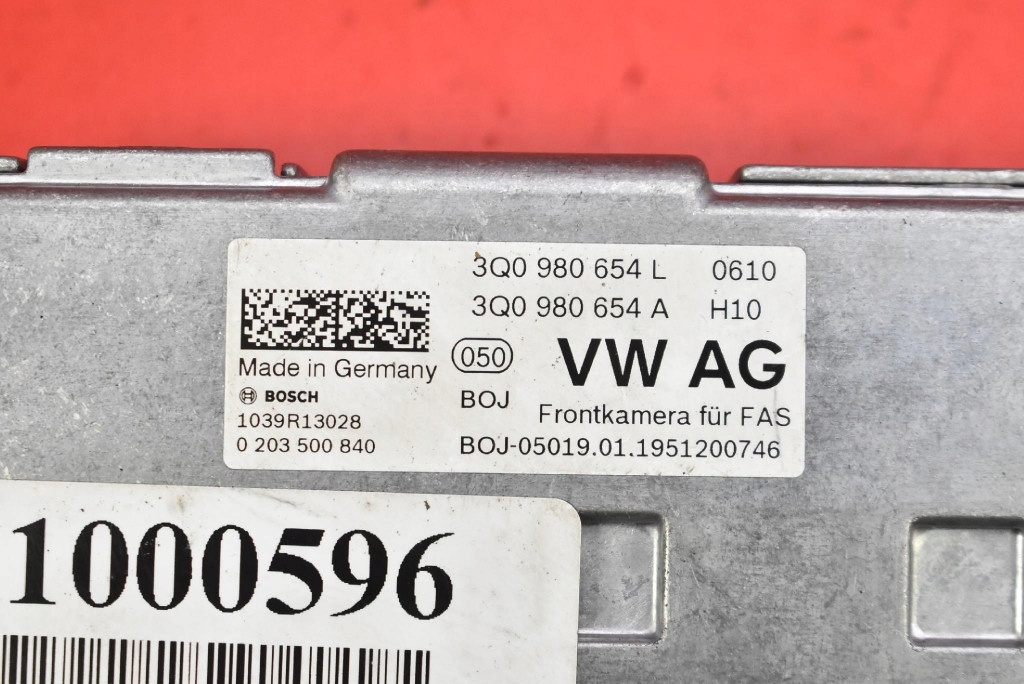 3Q0 980 654 L 0610
3Q0 980 654 A H10
050 VW AG
Made in Germany
BOSCH
BOJ
Frontkamera für FAS
1039R13028
0 203 500 840
BOJ-05019.01.1951200746
1000596